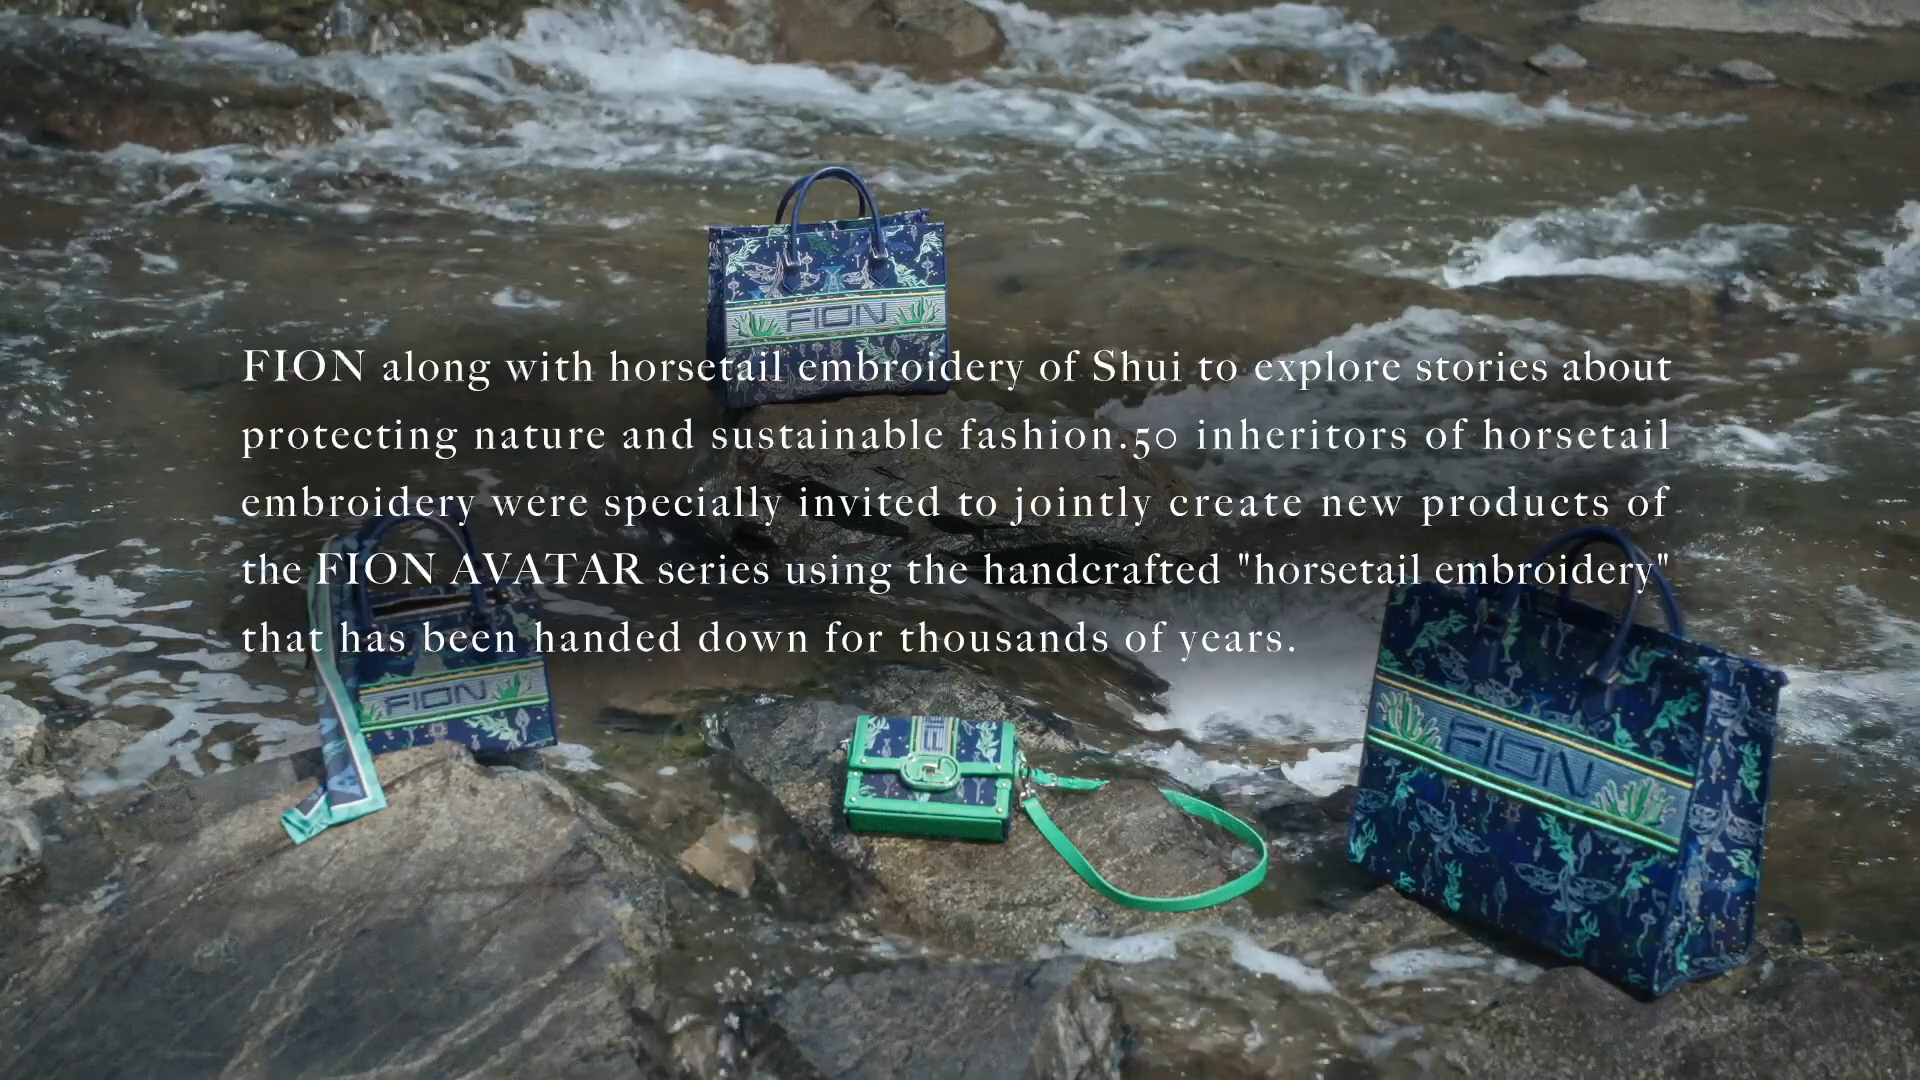 FION
FION along with horsetail embroidery of Shui to explore stories about
protecting nature and sustainable fashion.50 inheritors of horsetail
embroidery were specially invited to jointly create new products of
the FION AVATAR series using the handcrafted "horsetail embroidery"
that has been handed down for thousands of years.
FION
FION